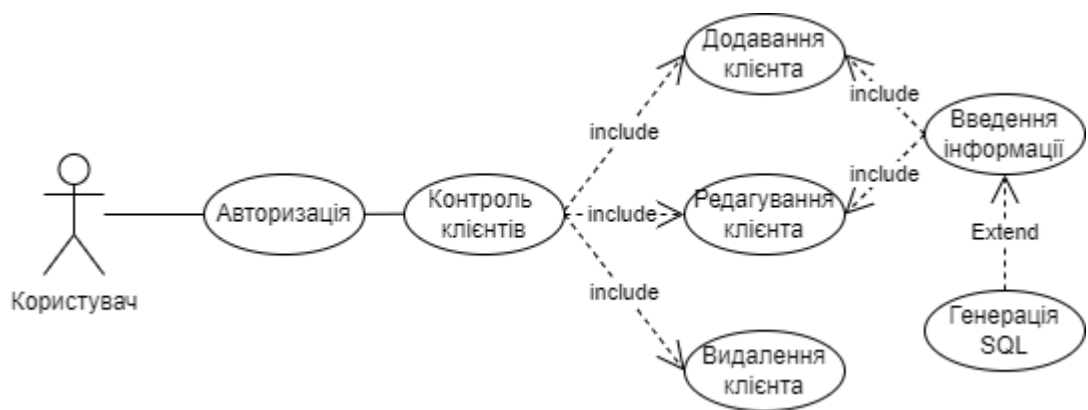 Додавання
клієнта
include
include
Введення
інформації
include
Авторизація
Контроль
клієнтів
include
Редагування
клієнта
include
Extend
Користувач
Видалення
клієнта
Генерація
SQL